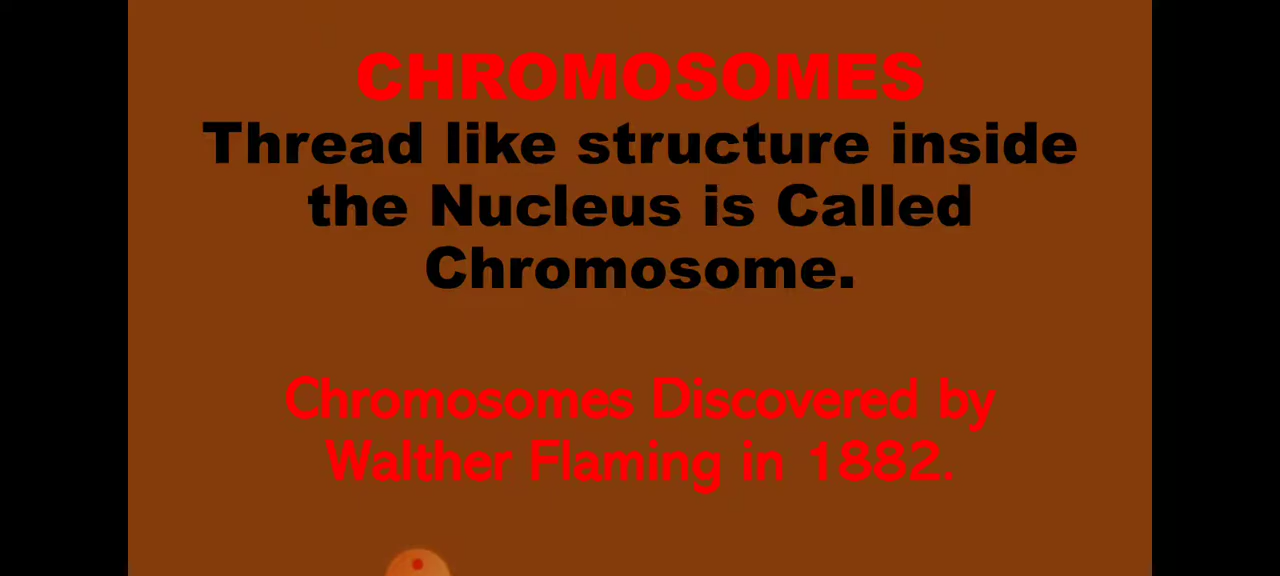 CHROMOSOMES
Thread like structure inside
the Nucleus is Called
Chromosome.
Chromosomes Discovered by
Walther Flaming in 1882.